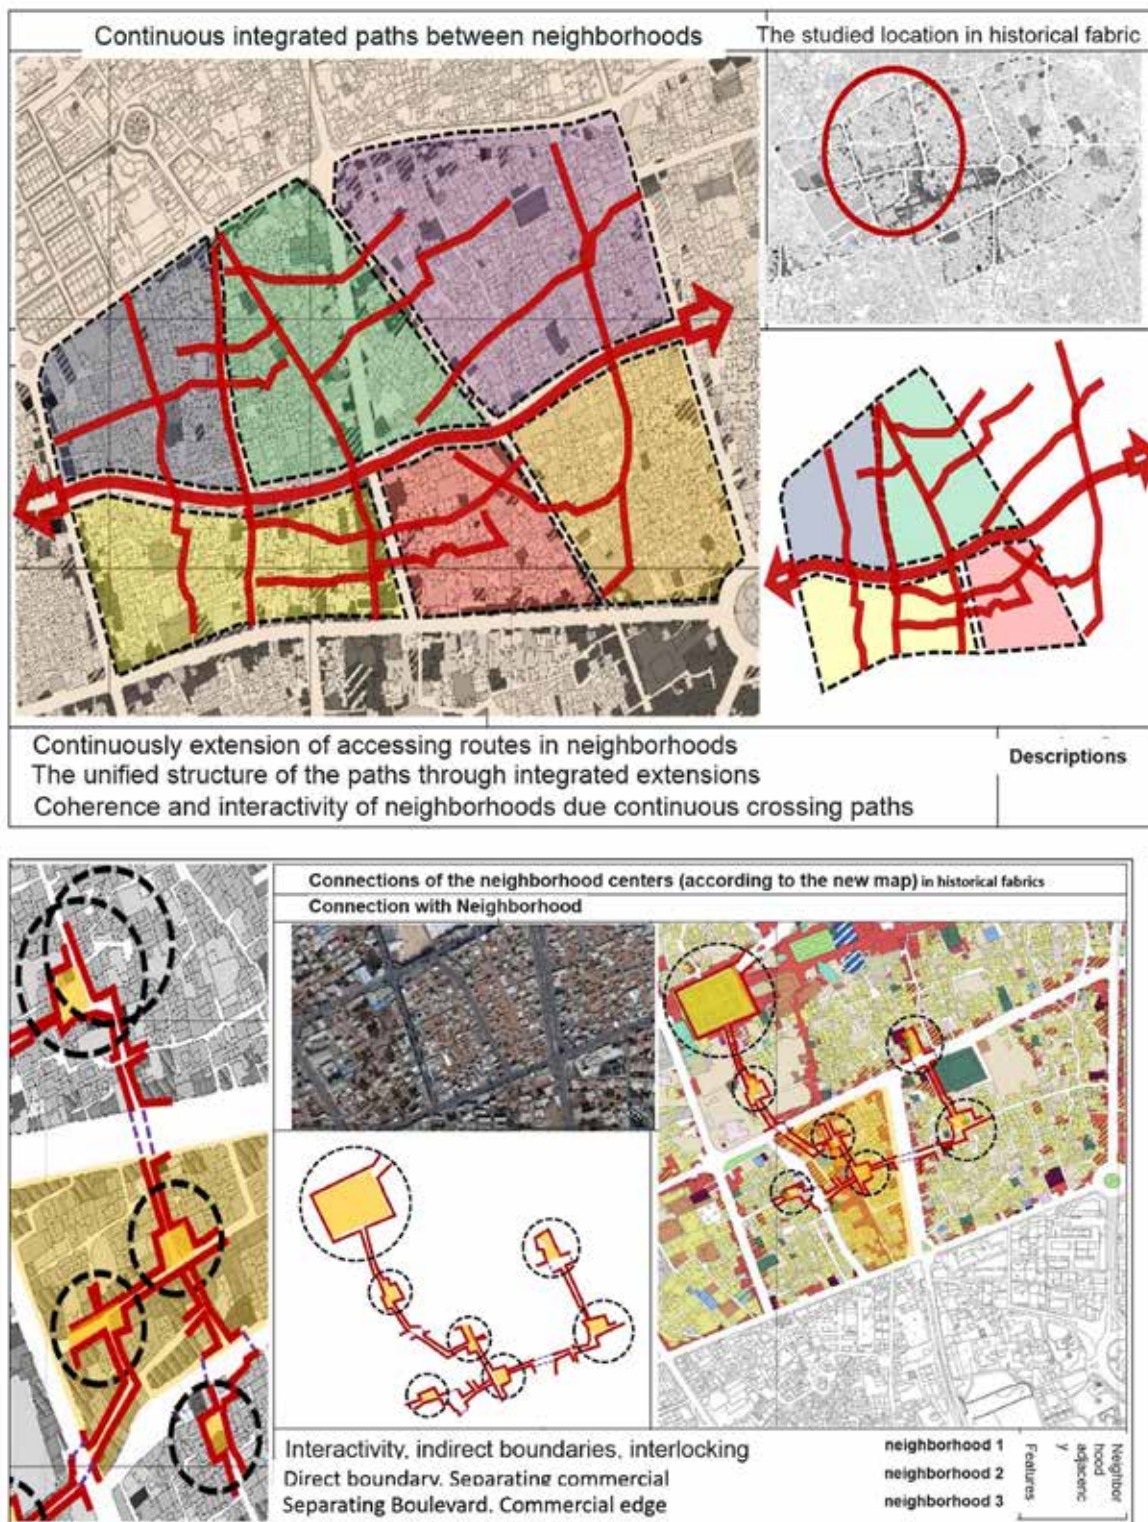 Continuous integrated paths between neighborhoods
The studied location in historical fabric
Continuously extension of accessing routes in neighborhoods
The unified structure of the paths through integrated extensions
Coherence and interactivity of neighborhoods due continuous crossing paths
Descriptions
Connections of the neighborhood centers (according to the new map) in historical fabrics
Connection with Neighborhood
Interactivity, indirect boundaries, interlocking
Direct boundary. Separating commercial
Separating Boulevard. Commercial edge
neighborhood 1
neighborhood 2
neighborhood 3
Features
Neighbor
hood
adjacenc
y